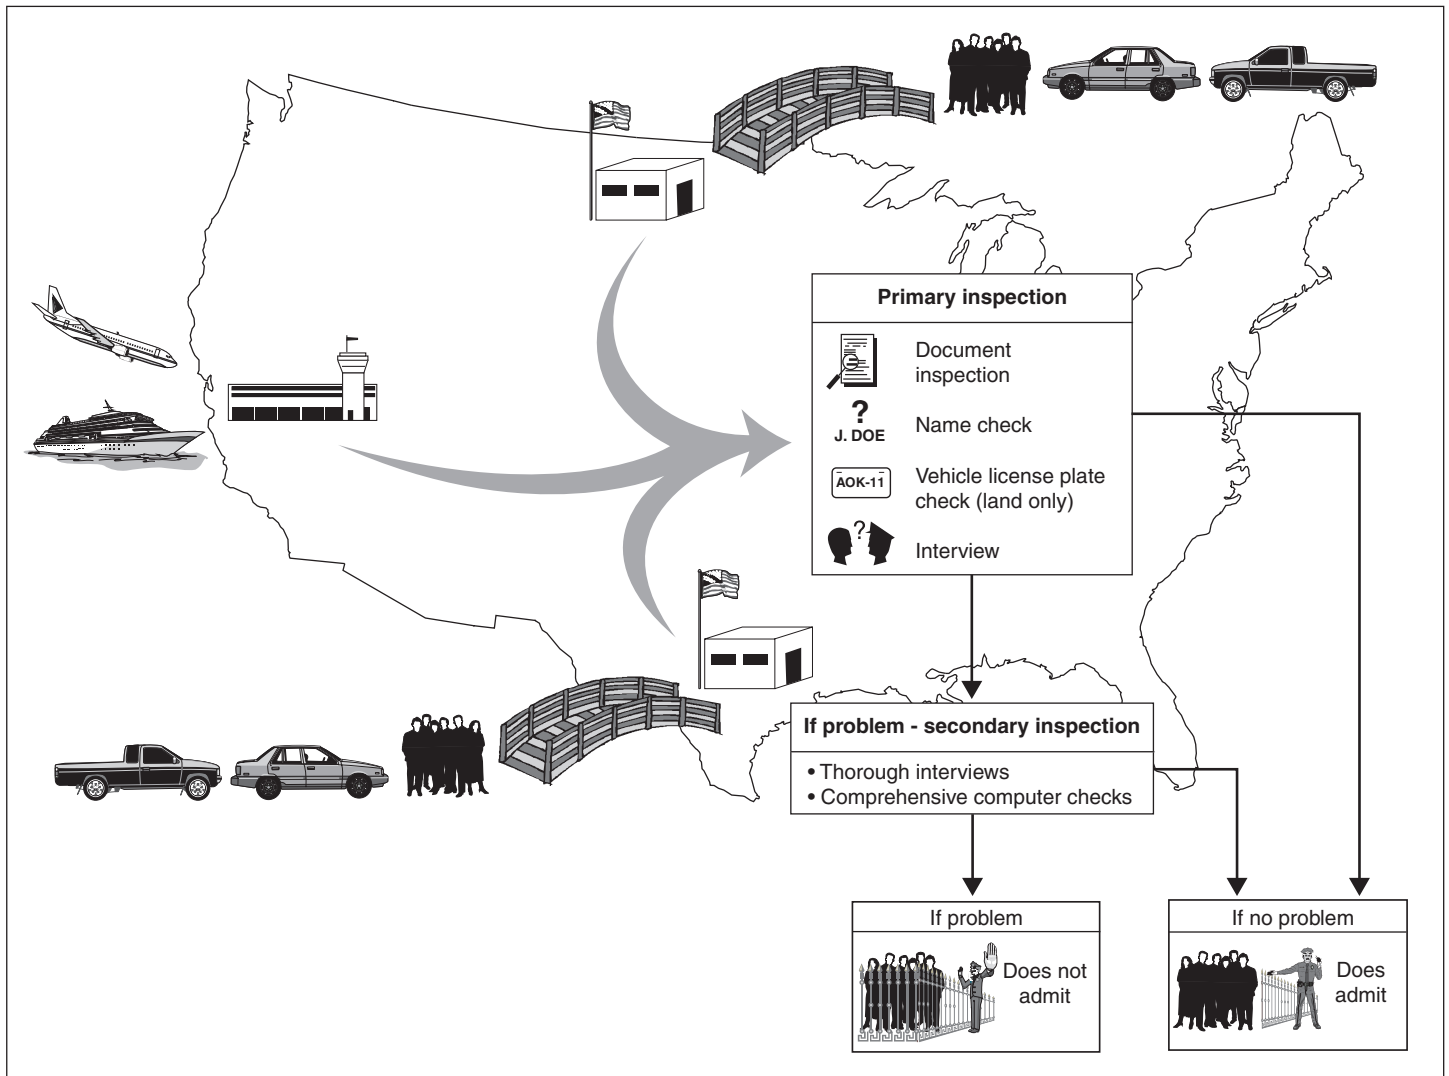 Primary inspection
Document
inspection
?
J. DOE
Name check
AOK-11
Vehicle license plate
check (land only)
?
Interview
If problem - secondary inspection
• Thorough interviews
• Comprehensive computer checks
If problem
Does not
admit
If no problem
Does
admit